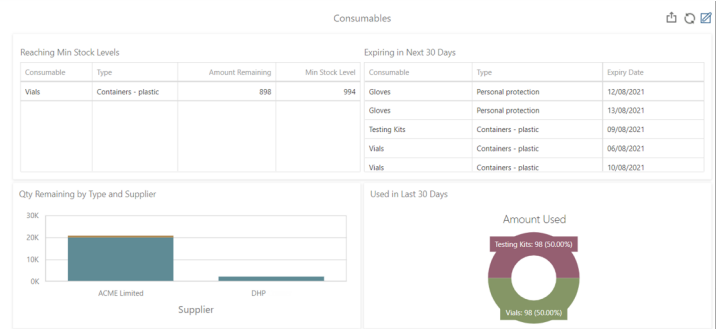 Consumables
Reaching Min Stock Levels
Consumable Type Amount Remaining Min Stock Level
Vials Containers - plastic 898 994
Expiring in Next 30 Days
Consumable Type Expiry Date
Gloves Personal protection 12/08/2021
Gloves Personal protection 13/08/2021
Testing Kits Containers - plastic 09/08/2021
Vials Containers - plastic 06/08/2021
Vials Containers - plastic 10/08/2021
Qty Remaining by Type and Supplier
30K
20K
10K
0K
ACME Limited DHP
Supplier
Used in Last 30 Days
Amount Used
Testing Kits: 98 (50.00%)
Vials: 98 (50.00%)